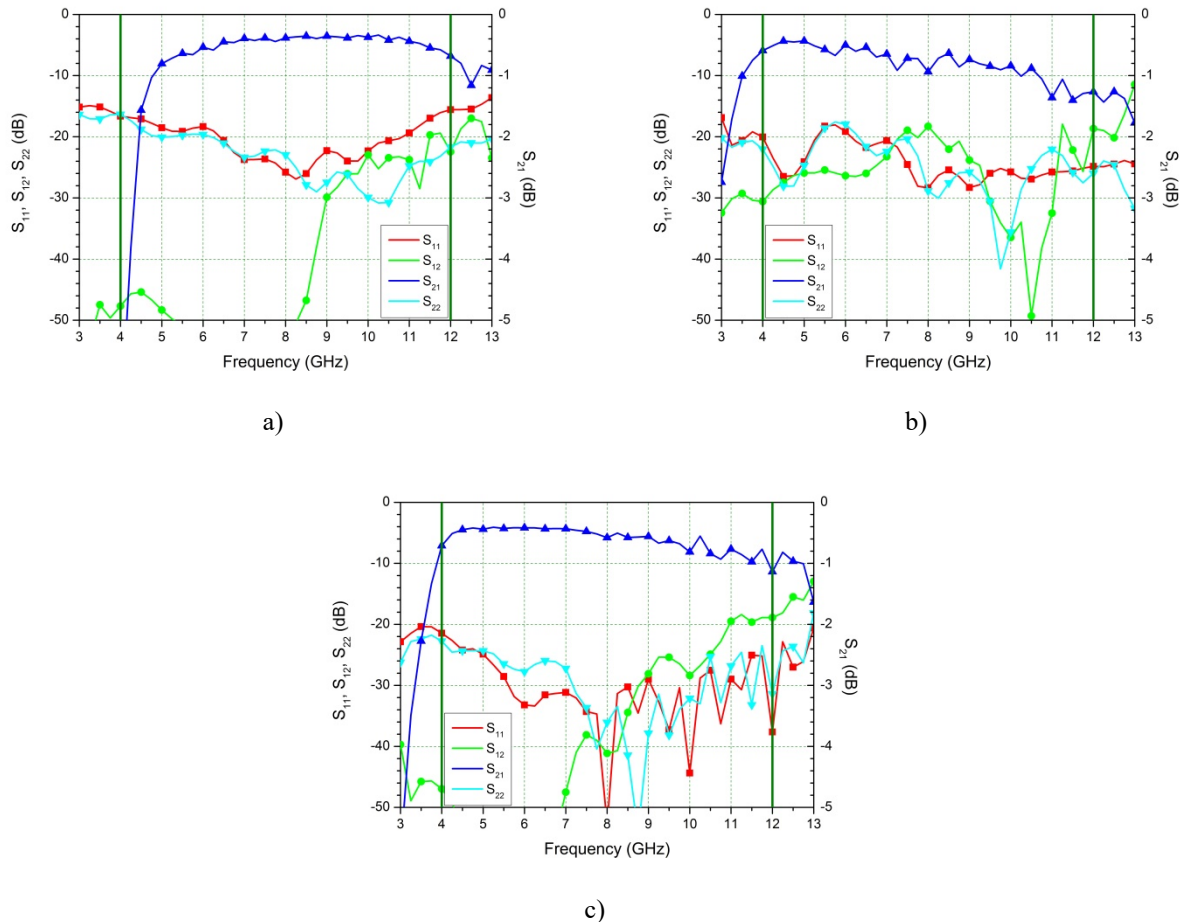 0
-10
-20
-30
-40
-50
S11, S12, S22 (dB)
0
-1
-2
-3
-4
-5
S21 (dB)
S11
S12
S21
S22
3 4 5 6 7 8 9 10 11 12 13
Frequency (GHz)
a)
0
-10
-20
-30
-40
-50
S11, S12, S22 (dB)
0
-1
-2
-3
-4
-5
S21 (dB)
S11
S12
S21
S22
3 4 5 6 7 8 9 10 11 12 13
Frequency (GHz)
b)
0
-10
-20
-30
-40
-50
S11, S12, S22 (dB)
0
-1
-2
-3
-4
-5
S21 (dB)
S11
S12
S21
S22
3 4 5 6 7 8 9 10 11 12 13
Frequency (GHz)
c)